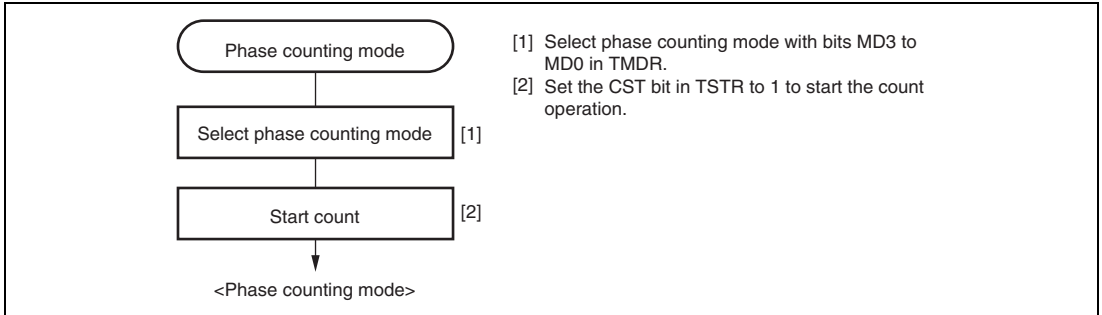 Phase counting mode
Select phase counting mode
[1]
Start count
[2]
<Phase counting mode>
[1] Select phase counting mode with bits MD3 to
MD0 in TMDR.
[2] Set the CST bit in TSTR to 1 to start the count
operation.